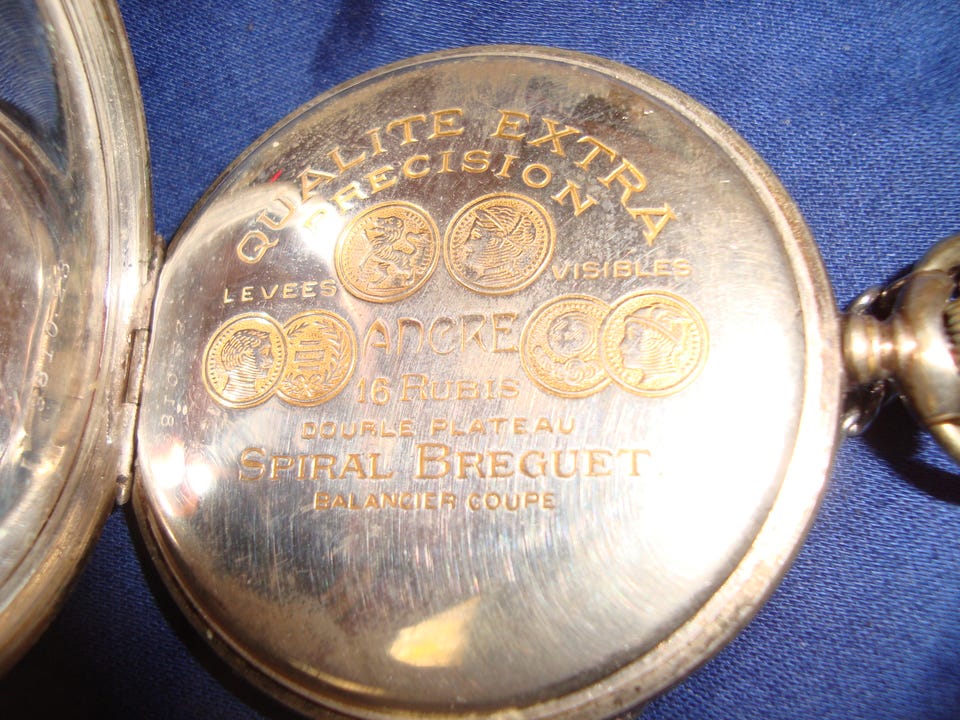 QUALITE EXTRA
PRECISION
LEVEES VISIBLES
ANCRE
16 RUBIS
DOUBLE PLATEAU
SPIRAL BREGUET
BALANCIER COUPE